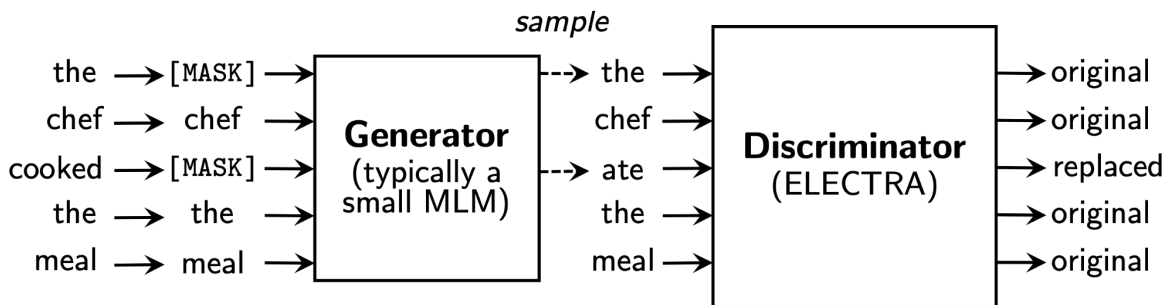 sample
the [MASK] the original
chef chef chef original
Generator
Discriminator
cooked [MASK] (typically a ate (ELECTRA) replaced
small MLM)
the the the original
meal meal meal original